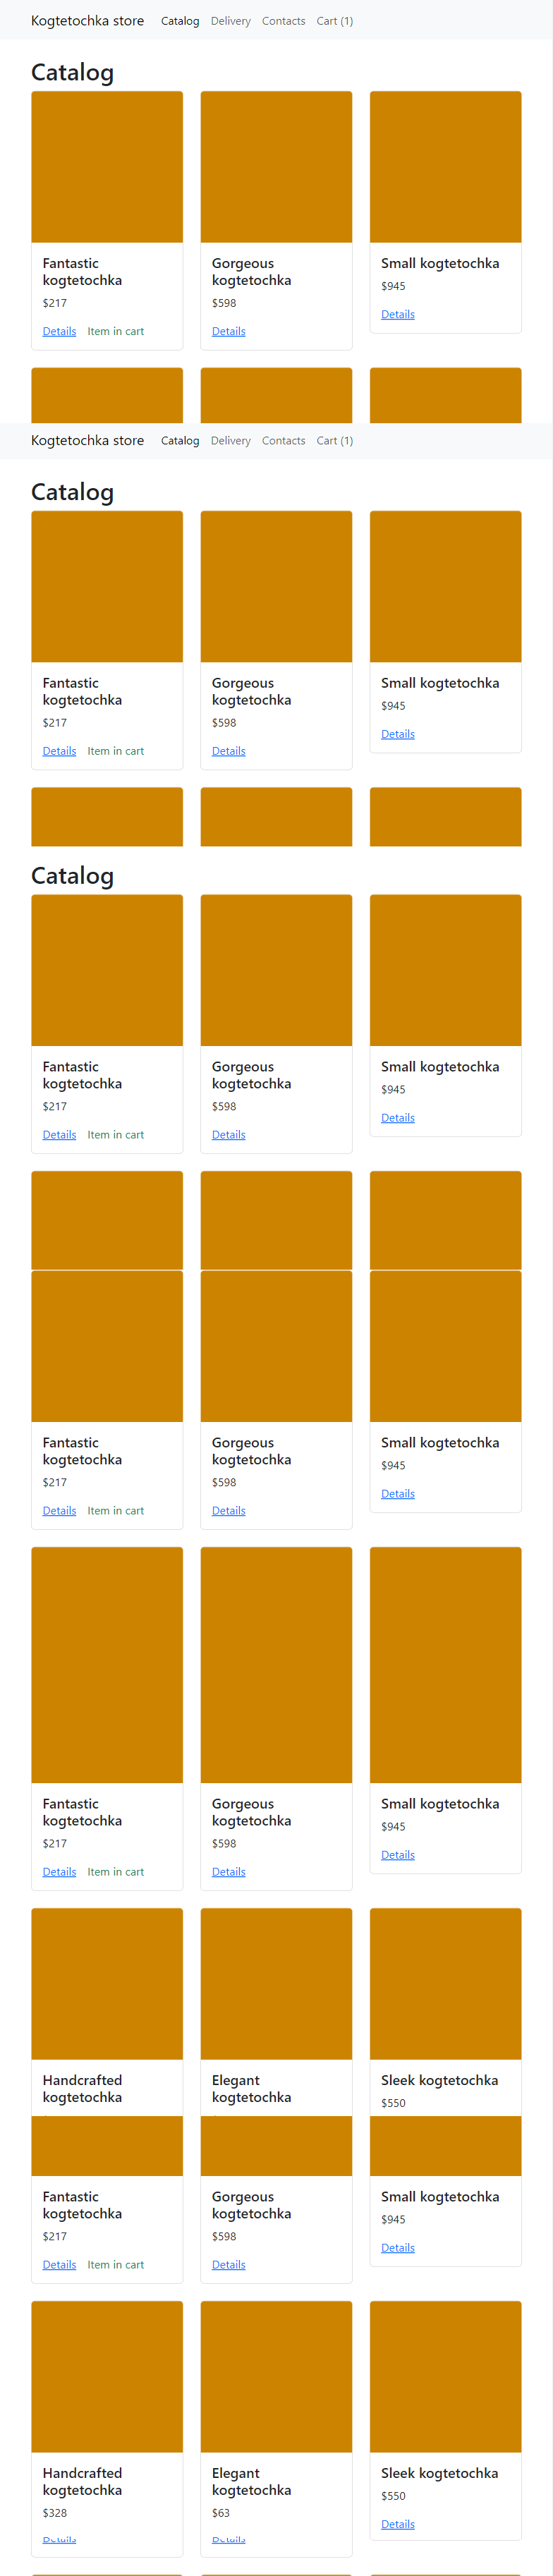 Kogtetochka store Catalog Delivery Contacts Cart (1)
Catalog
Fantastic
kogtetochka
$217
Details Item in cart
Gorgeous
kogtetochka
$598
Details
Small kogtetochka
$945
Details
Kogtetochka store Catalog Delivery Contacts Cart (1)
Catalog
Fantastic
kogtetochka
$217
Details Item in cart
Gorgeous
kogtetochka
$598
Details
Small kogtetochka
$945
Details
Catalog
Fantastic
kogtetochka
$217
Details Item in cart
Gorgeous
kogtetochka
$598
Details
Small kogtetochka
$945
Details
Fantastic
kogtetochka
$217
Details Item in cart
Gorgeous
kogtetochka
$598
Details
Small kogtetochka
$945
Details
Fantastic
kogtetochka
$217
Details Item in cart
Gorgeous
kogtetochka
$598
Details
Small kogtetochka
$945
Details
Handcrafted
kogtetochka
Elegant
kogtetochka
Sleek kogtetochka
$550
Fantastic
kogtetochka
$217
Details Item in cart
Gorgeous
kogtetochka
$598
Details
Small kogtetochka
$945
Details
Handcrafted
kogtetochka
$328
Details
Elegant
kogtetochka
$63
Details
Sleek kogtetochka
$550
Details